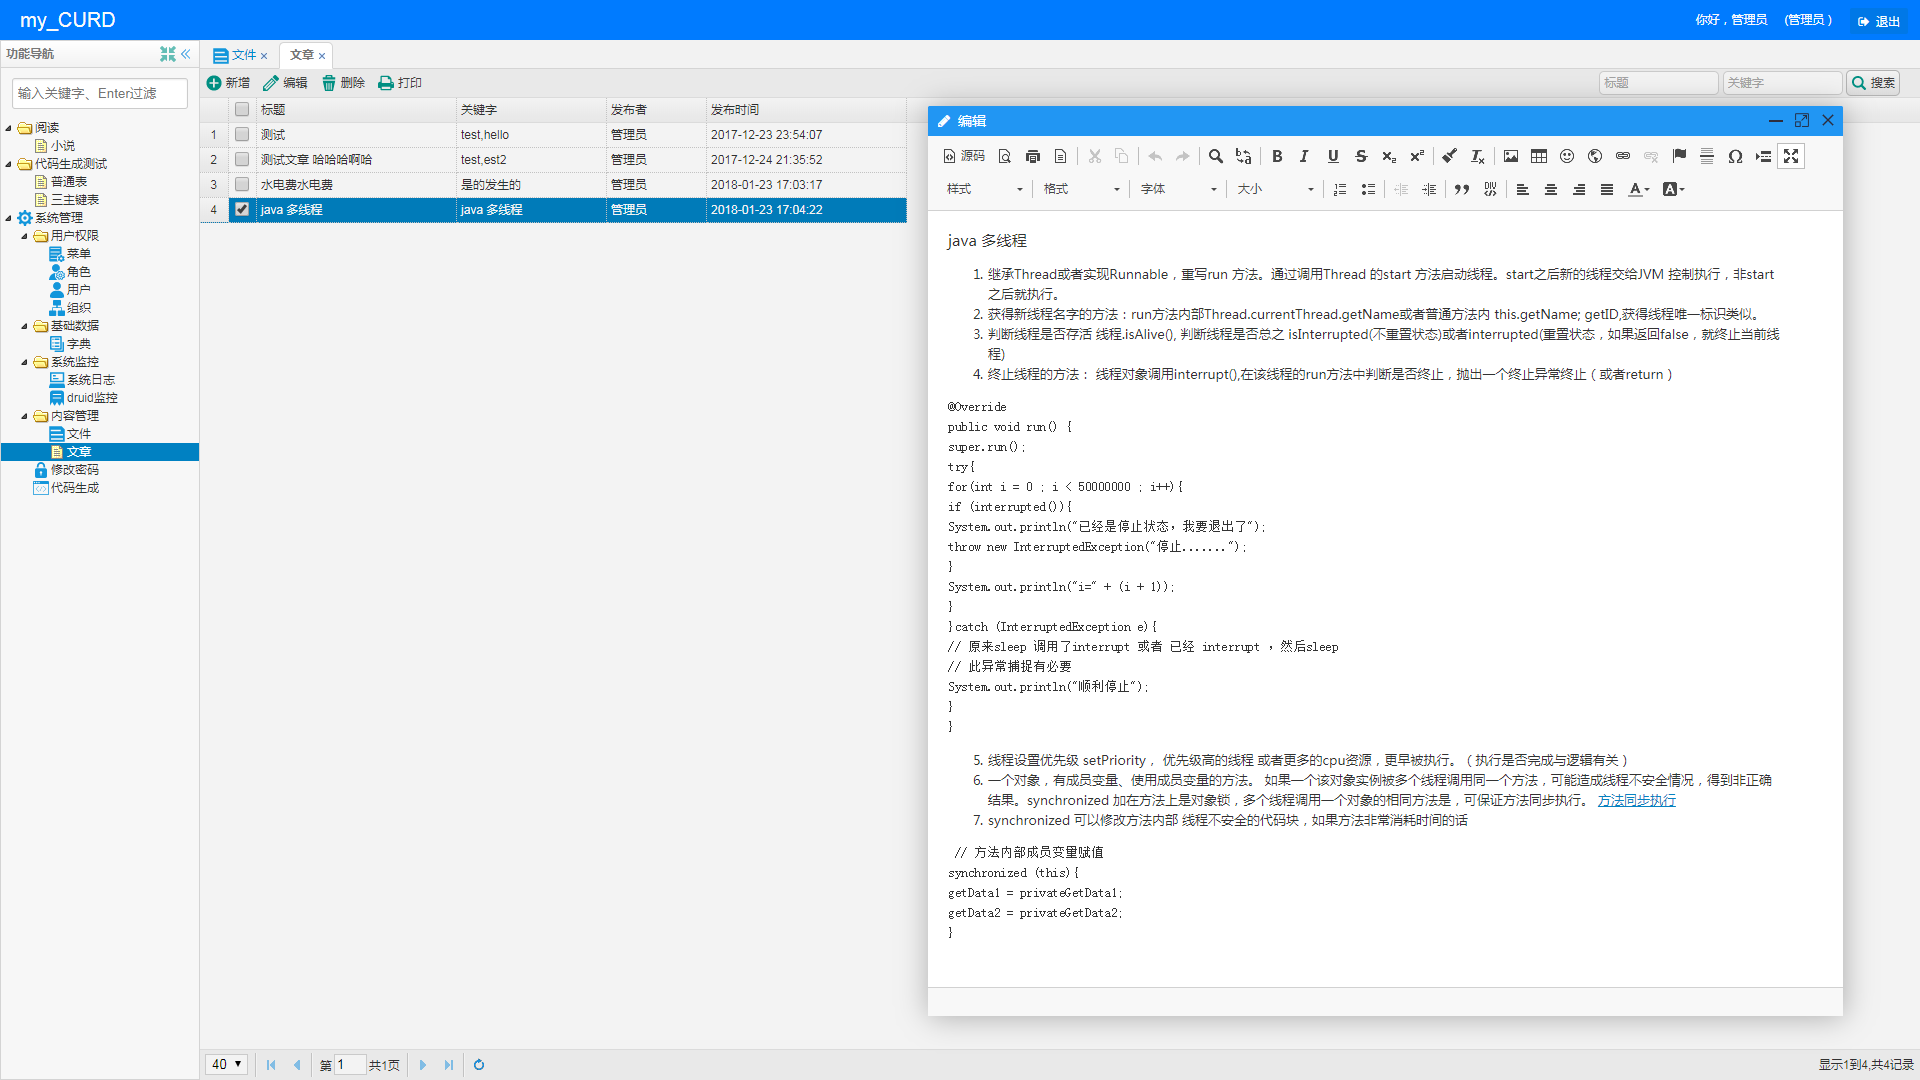 my_CURD
你好，管理员 （管理员） 退出
功能导航
文件 × 文章 ×
新增 编辑 删除 打印
标题 关键字 搜索
输入关键字、Enter过滤
阅读
小说
代码生成测试
普通表
三主键表
系统管理
用户权限
菜单
角色
用户
组织
基础数据
字典
系统监控
系统日志
druid监控
内容管理
文件
文章
修改密码
代码生成
标题 关键字 发布者 发布时间
1 测试 test,hello 管理员 2017-12-23 23:54:07
2 测试文章 哈哈哈啊哈 test,est2 管理员 2017-12-24 21:35:52
3 水电费水电费 是的发生的 管理员 2018-01-23 17:03:17
4 java 多线程 java 多线程 管理员 2018-01-23 17:04:22
编辑
源码
样式 格式 字体 大小
java 多线程
1. 继承Thread或者实现Runnable，重写run 方法。通过调用Thread 的start 方法启动线程。start之后新的线程交给JVM 控制执行，非start
之后就执行。
2. 获得新线程名字的方法：run方法内部Thread.currentThread.getName或者普通方法内 this.getName; getID,获得线程唯一标识类似。
3. 判断线程是否存活 线程.isAlive(), 判断线程是否总之 isInterrupted(不重置状态)或者interrupted(重置状态，如果返回false，就终止当前线
程)
4. 终止线程的方法： 线程对象调用interrupt(),在该线程的run方法中判断是否终止，抛出一个终止异常终止（或者return）
@Override
public void run() {
super.run();
try{
for(int i = 0 ; i < 50000000 ; i++){
if (interrupted()){
System.out.println("已经是停止状态，我要退出了");
throw new InterruptedException("停止.......");
}
System.out.println("i=" + (i + 1));
}
}catch (InterruptedException e){
// 原来sleep 调用了interrupt 或者 已经 interrupt ，然后sleep
// 此异常捕捉有必要
System.out.println("顺利停止");
}
}
5. 线程设置优先级 setPriority， 优先级高的线程 或者更多的cpu资源，更早被执行。（执行是否完成与逻辑有关）
6. 一个对象，有成员变量、使用成员变量的方法。 如果一个该对象实例被多个线程调用同一个方法，可能造成线程不安全情况，得到非正确
结果。synchronized 加在方法上是对象锁，多个线程调用一个对象的相同方法是，可保证方法同步执行。 方法同步执行
7. synchronized 可以修改方法内部 线程不安全的代码块，如果方法非常消耗时间的话
// 方法内部成员变量赋值
synchronized (this){
getData1 = privateGetData1;
getData2 = privateGetData2;
}
40 第 1 共1页
显示1到4,共4记录